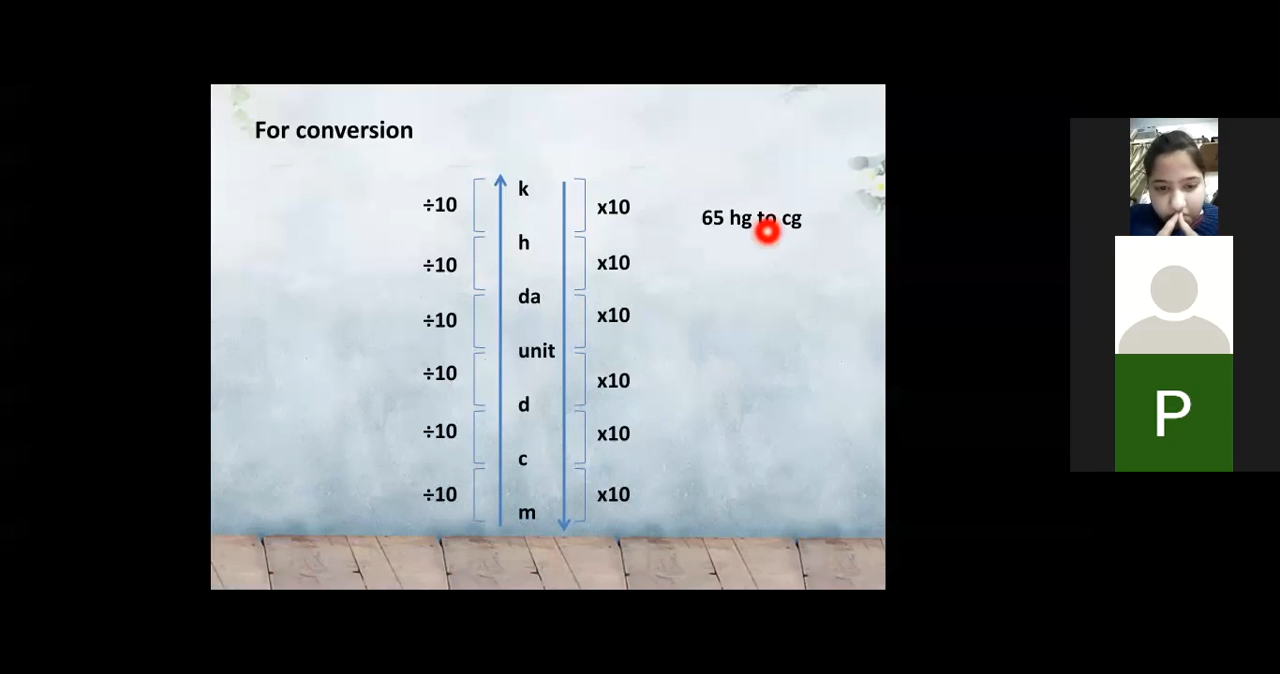 For conversion
k
÷10 x10
h
÷10 x10
da
÷10 x10
unit
÷10 x10
d
÷10 x10
c
÷10 x10
m
65 hg to cg
P